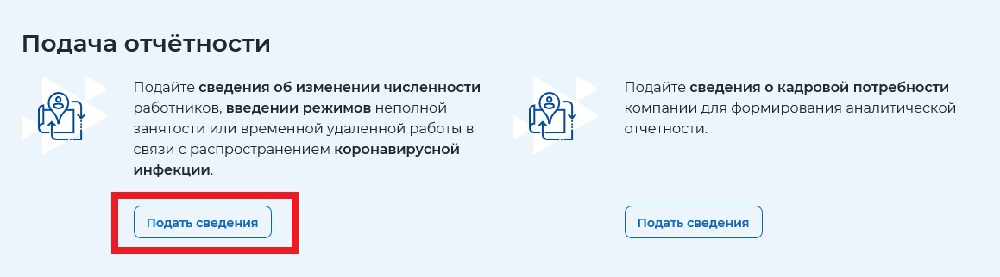 Подача отчётности
Подайте сведения об изменении численности
работников, введении режимов неполной
занятости или временной удаленной работы в
связи с распространением коронавирусной
инфекции.
Подать сведения
Подайте сведения о кадровой потребности
компании для формирования аналитической
отчетности.
Подать сведения